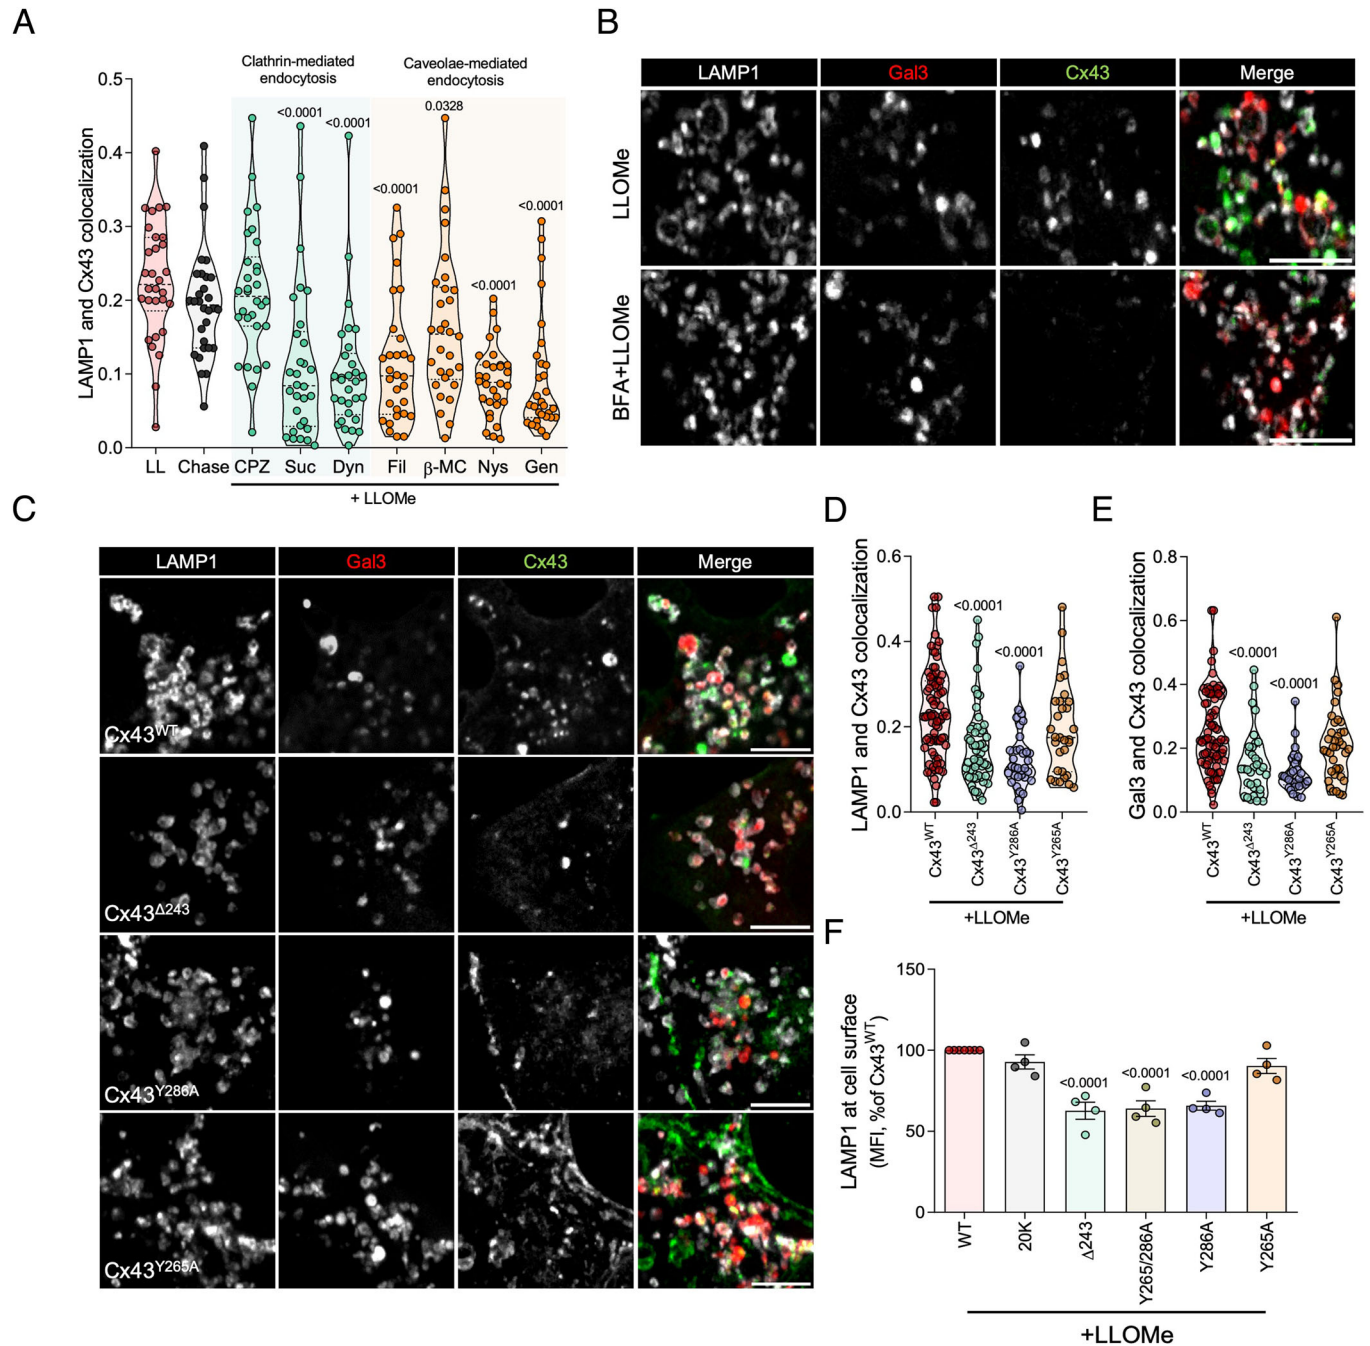 A
Clathrin-mediated
endocytosis
Caveolae-mediated
endocytosis
LAMP1 and Cx43 colocalization
0.5
0.4
0.3
0.2
0.1
0.0
<0.0001
<0.0001
<0.0001
0.0328
<0.0001
<0.0001
LL Chase CPZ Suc Dyn Fil β-MC Nys Gen
+ LLOMe
B
LAMP1 Gal3 Cx43 Merge
LLOMe
BFA+LLOMe
C
LAMP1 Gal3 Cx43 Merge
Cx43WT
Cx43Δ243
Cx43Y286A
Cx43Y265A
D
LAMP1 and Cx43 colocalization
0.6
0.4
0.2
0.0
<0.0001
<0.0001
Cx43WT
Cx43Δ243
Cx43Y286A
Cx43Y265A
+LLOMe
E
Gal3 and Cx43 colocalization
0.8
0.6
0.4
0.2
0.0
<0.0001
<0.0001
Cx43WT
Cx43Δ243
Cx43Y286A
Cx43Y265A
+LLOMe
F
LAMP1 at cell surface
(MFI, %of Cx43WT)
150
100
50
0
<0.0001
<0.0001
<0.0001
WT
20K
Δ243
Y265/286A
Y286A
Y265A
+LLOMe